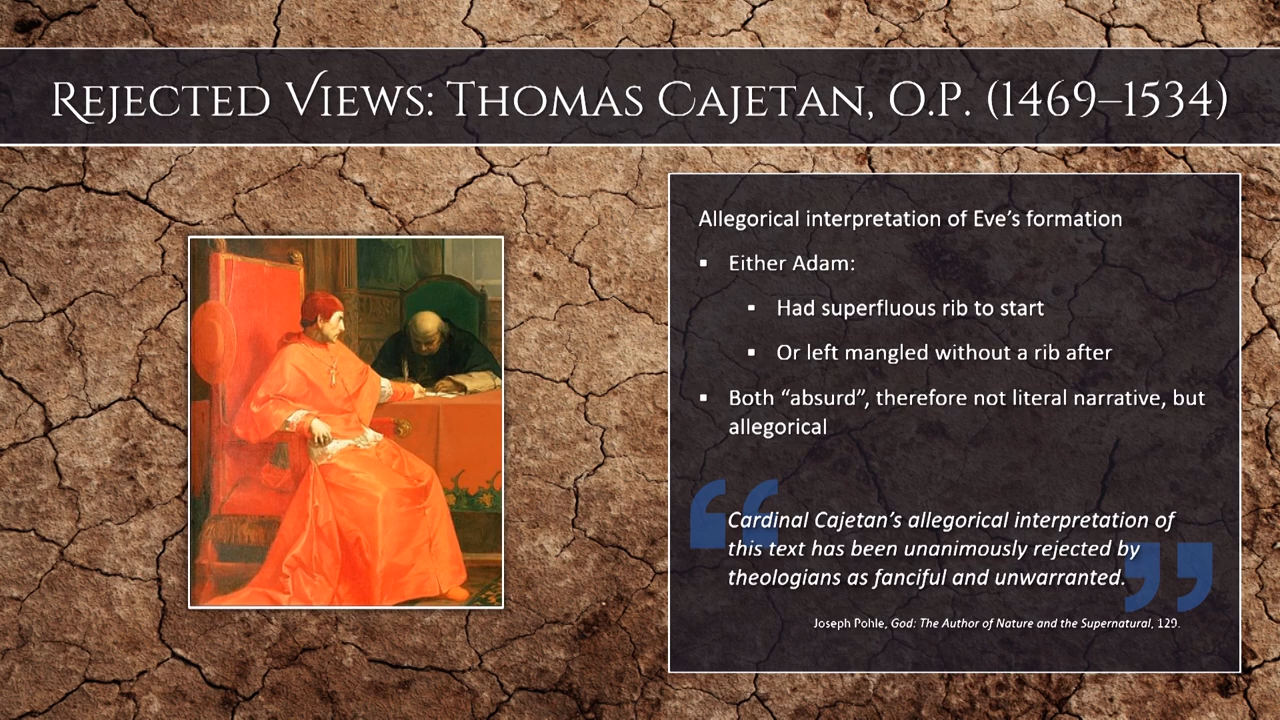 Rejected Views: Thomas Cajetan, O.P. (1469–1534)
Allegorical interpretation of Eve’s formation
▪ Either Adam:
▪ Had superfluous rib to start
▪ Or left mangled without a rib after
▪ Both “absurd”, therefore not literal narrative, but
allegorical
“Cardinal Cajetan’s allegorical interpretation of
this text has been unanimously rejected by
theologians as fanciful and unwarranted.”
Joseph Pohle, God: The Author of Nature and the Supernatural, 129.